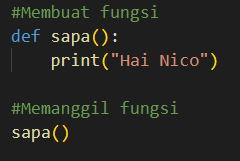 #Membuat fungsi
def sapa():
    print("Hai Nico")
#Memanggil fungsi
sapa()